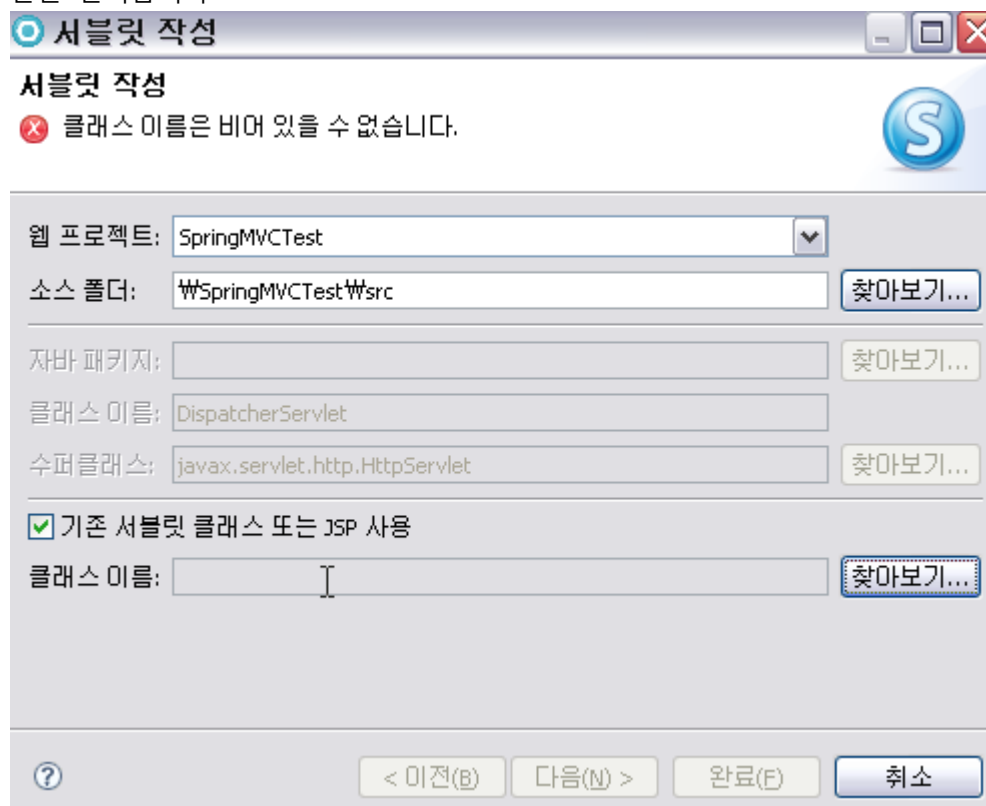 서블릿 작성
서블릿 작성
클래스 이름은 비어 있을 수 없습니다.
웹 프로젝트: SpringMVCTest
소스 폴더: ₩SpringMVCTest₩src 찾아보기...
자바 패키지: 찾아보기...
클래스 이름: DispatcherServlet
수퍼클래스: javax.servlet.http.HttpServlet 찾아보기...
기존 서블릿 클래스 또는 JSP 사용
클래스 이름: 찾아보기...
< 이전(B) 다음(N) > 완료(F) 취소